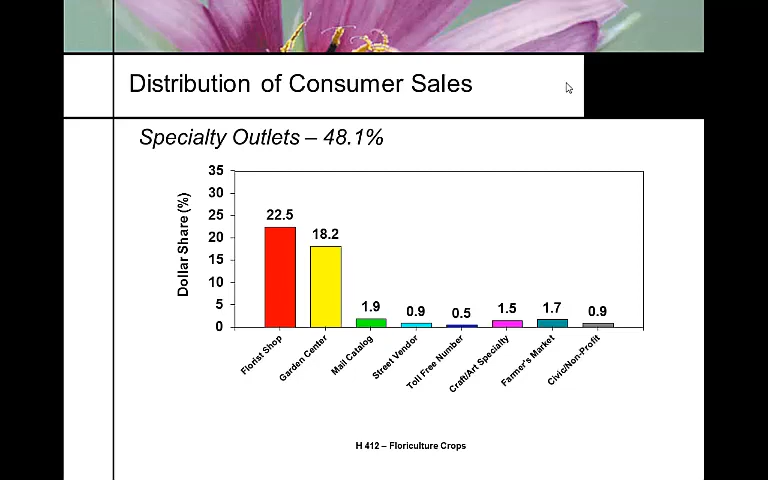 Distribution of Consumer Sales
Specialty Outlets – 48.1%
Dollar Share (%)
35
30
25
20
15
10
5
0
22.5
18.2
1.9
0.9
0.5
1.5
1.7
0.9
Florist Shop
Garden Center
Mail Catalog
Street Vendor
Toll Free Number
Craft/Art Specialty
Farmer's Market
Civic/Non-Profit
H 412 – Floriculture Crops